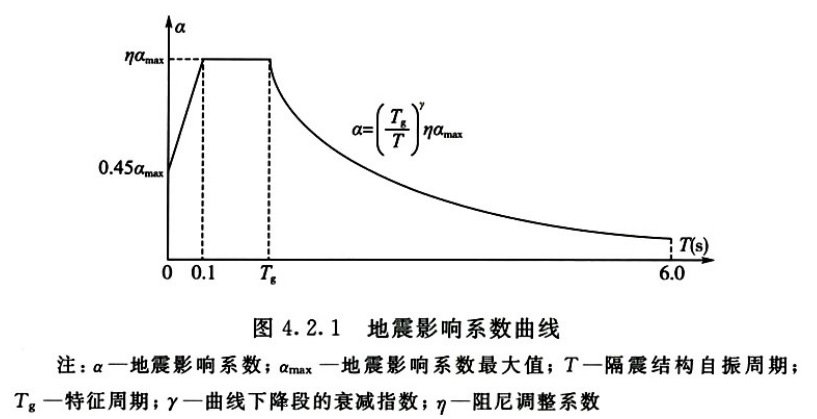 α
ηα_max
α=(T_g/T)^γ ηα_max
0.45α_max
T(s)
0 0.1 T_g 6.0
图 4.2.1 地震影响系数曲线
注：α—地震影响系数；α_max—地震影响系数最大值；T—隔震结构自振周期；
T_g—特征周期；γ—曲线下降段的衰减指数；η—阻尼调整系数